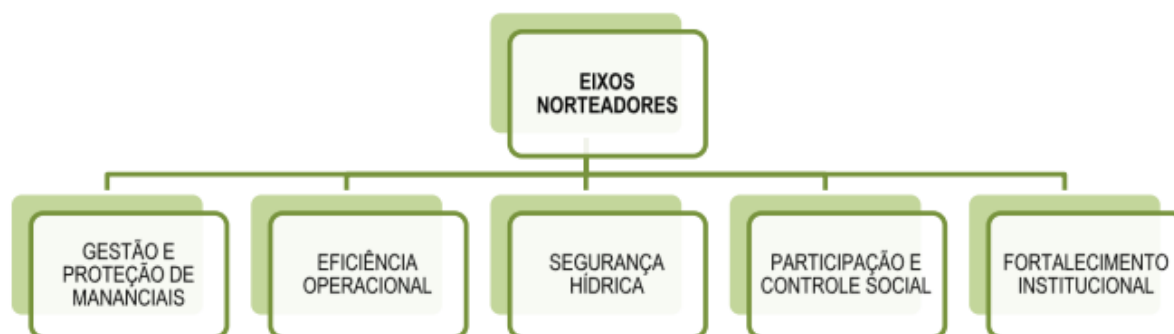 EIXOS
NORTEADORES
GESTÃO E
PROTEÇÃO DE
MANANCIAIS
EFICIÊNCIA
OPERACIONAL
SEGURANÇA
HÍDRICA
PARTICIPAÇÃO E
CONTROLE SOCIAL
FORTALECIMENTO
INSTITUCIONAL